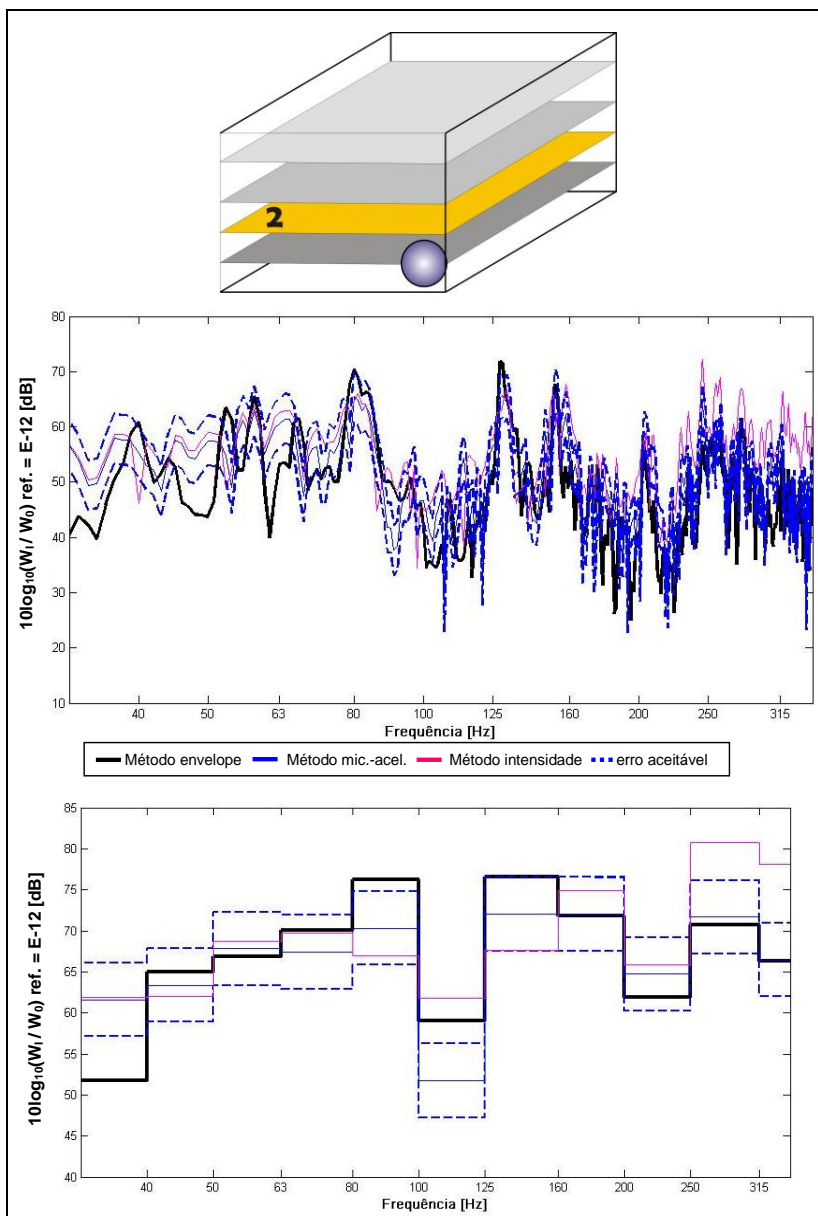 2
80
70
60
50
40
30
20
10
10log₁₀(Wᵢ / W₀) ref. = E-12 [dB]
40 50 63 80 100 125 160 200 250 315
Frequência [Hz]
Método envelope Método mic.-acel. Método intensidade erro aceitável
85
80
75
70
65
60
55
50
45
40
10log₁₀(Wᵢ / W₀) ref. = E-12 [dB]
40 50 63 80 100 125 160 200 250 315
Frequência [Hz]